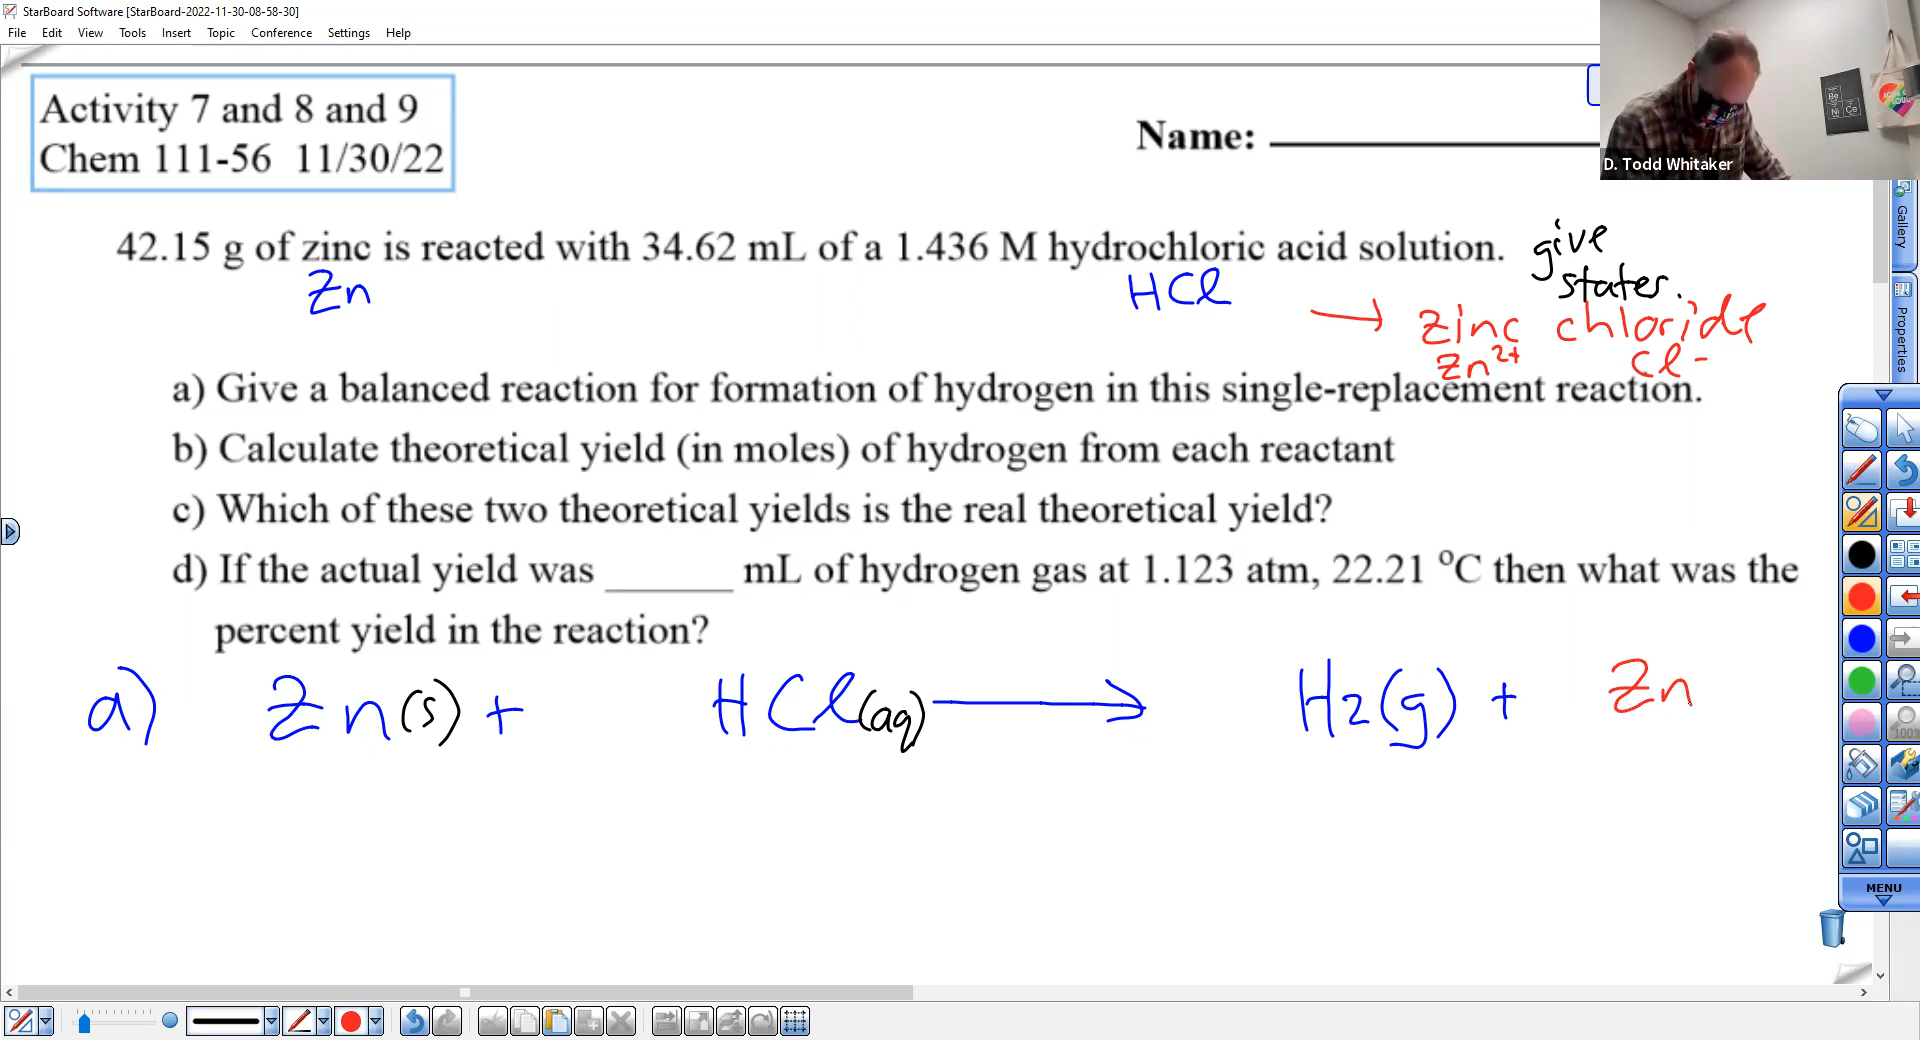 StarBoard Software [StarBoard-2022-11-30-08-58-30]
File Edit View Tools Insert Topic Conference Settings Help
Activity 7 and 8 and 9
Chem 111-56 11/30/22
Name:
Be
Ni Ce
D. Todd Whitaker
Gallery
Properties
42.15 g of zinc is reacted with 34.62 mL of a 1.436 M hydrochloric acid solution.
give
states.
Zn HCl
→ zinc chloride
Zn²⁺ Cl⁻
a) Give a balanced reaction for formation of hydrogen in this single-replacement reaction.
b) Calculate theoretical yield (in moles) of hydrogen from each reactant
c) Which of these two theoretical yields is the real theoretical yield?
d) If the actual yield was ______ mL of hydrogen gas at 1.123 atm, 22.21 °C then what was the
percent yield in the reaction?
a) Zn(s) + HCl(aq) → H2(g) + Zn
100%
MENU